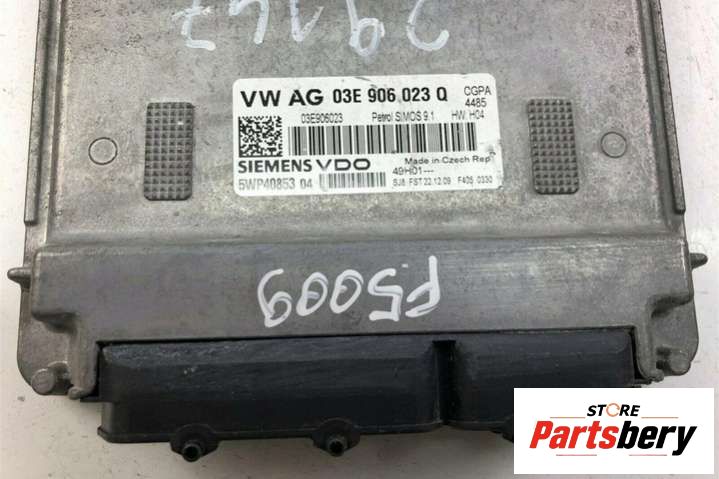 29147
VW AG 03E 906 023 Q CGPA
4485
03E906023 Petrol SIMOS 9.1 HW: H04
SIEMENS VDO Made in Czech Rep
5WP40853 04 49H01---
SJ8 FST 22.12.09 F405 0330
P5009
STORE
Partsbery